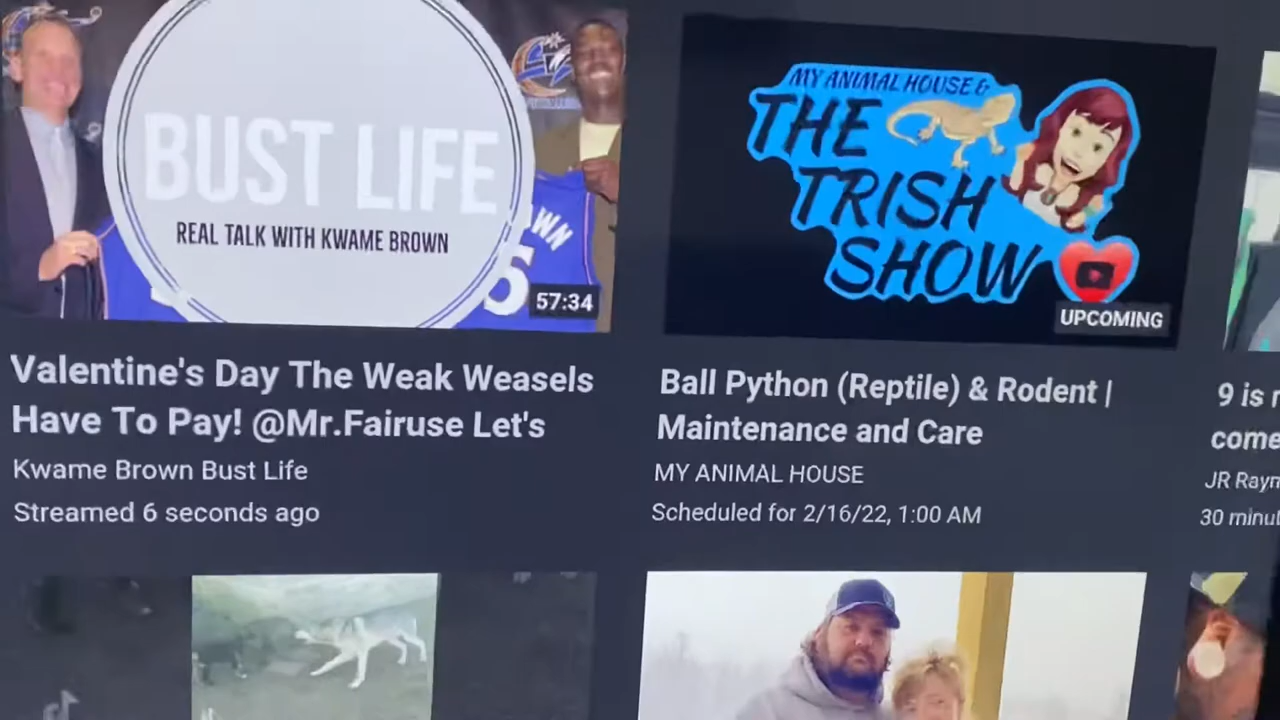 BUST LIFE
REAL TALK WITH KWAME BROWN
57:34
Valentine's Day The Weak Weasels
Have To Pay! @Mr.Fairuse Let's
Kwame Brown Bust Life
Streamed 6 seconds ago
MY ANIMAL HOUSE &
THE
TRISH
SHOW
UPCOMING
Ball Python (Reptile) & Rodent |
Maintenance and Care
MY ANIMAL HOUSE
Scheduled for 2/16/22, 1:00 AM
9 is
come
JR
30